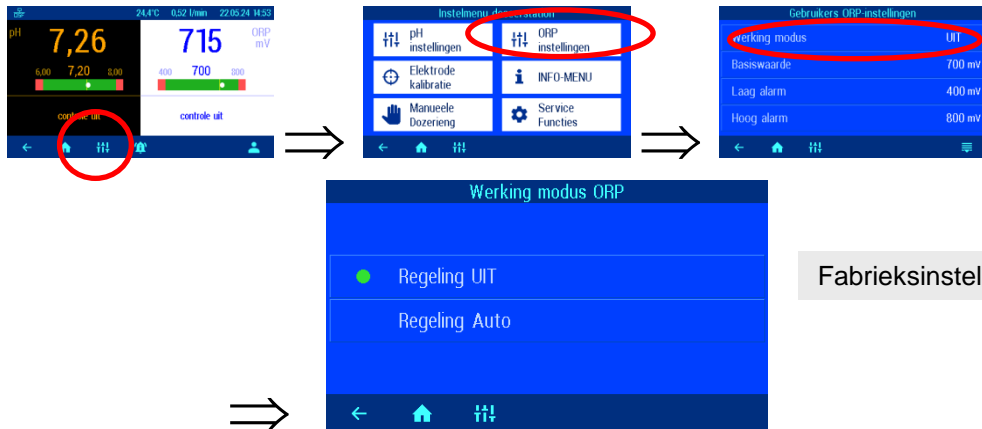 24,4°C 0,52 l/min 22.05.24 14:53
pH 7,26
715 ORP mV
6,00 7,20 8,00
400 700 800
controle uit
controle uit
Instelmenu doseerstation
pH instellingen
ORP instellingen
Elektrode kalibratie
INFO-MENU
Manueele Dozerieng
Service Functies
Gebruikers ORP-instellingen
Werking modus UIT
Basiswaarde 700 mV
Laag alarm 400 mV
Hoog alarm 800 mV
Werking modus ORP
Regeling UIT
Regeling Auto
Fabrieksinstel